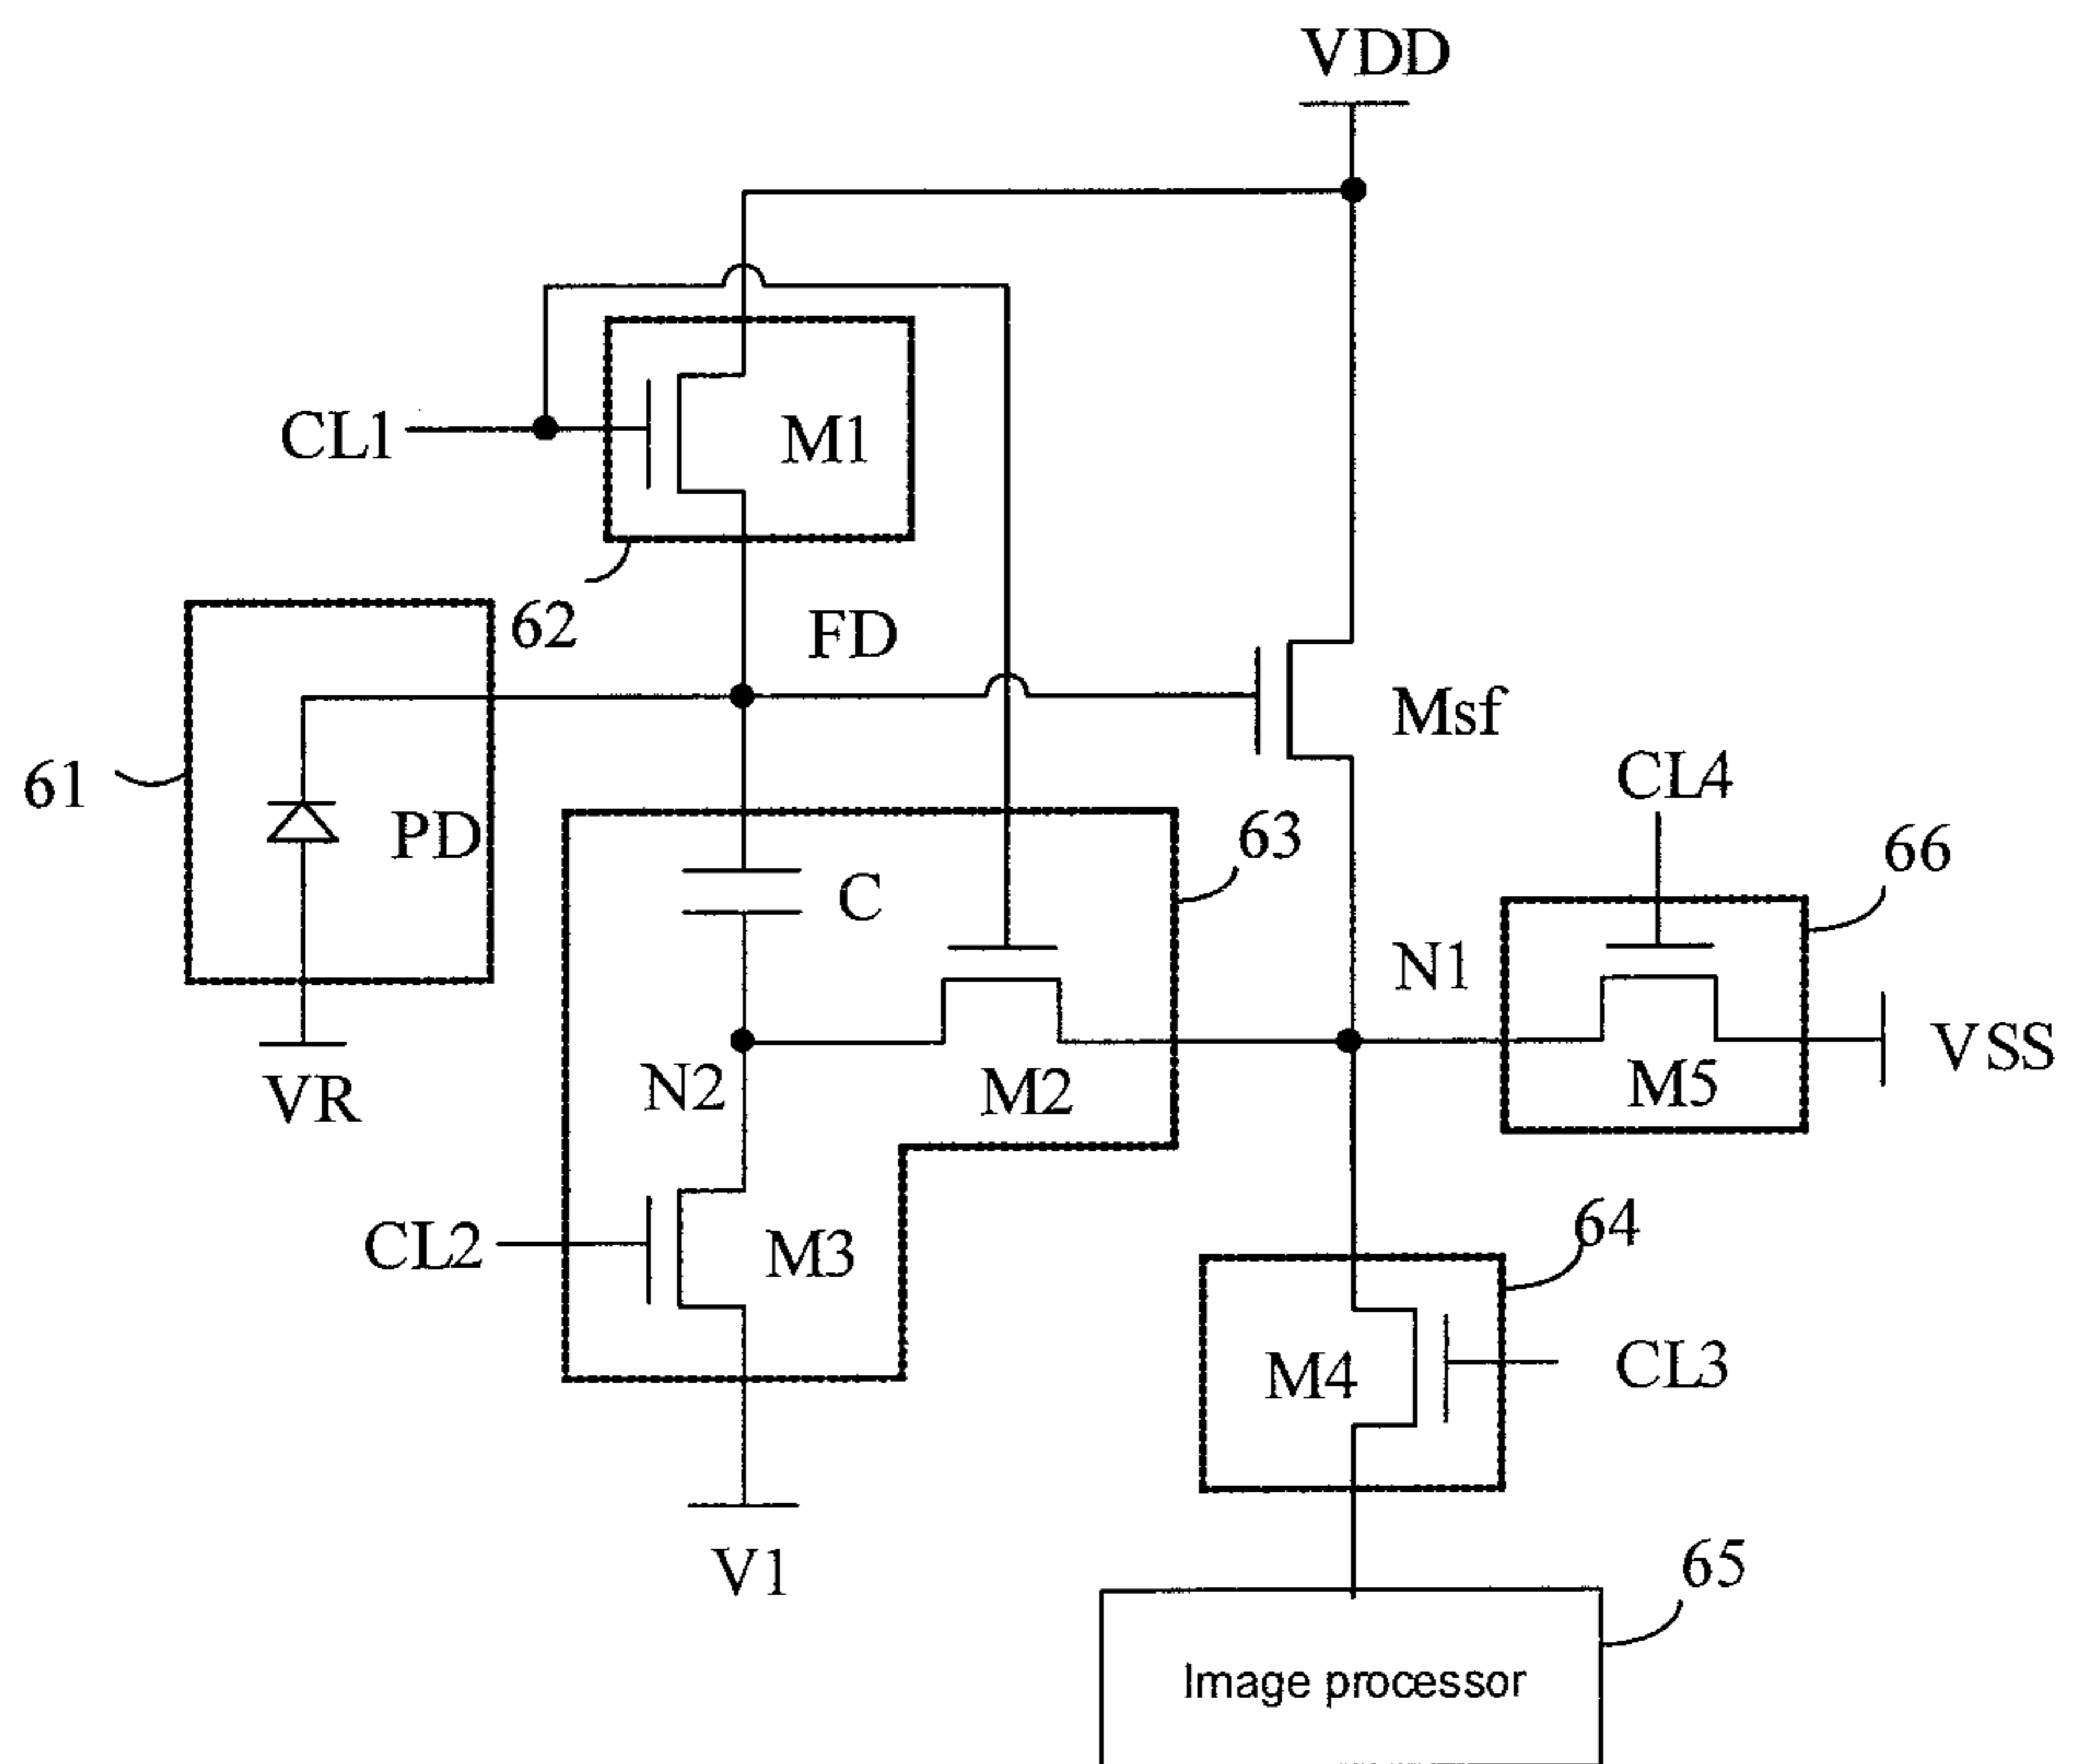 VDD
CL1
M1
62
FD
Msf
61
PD
CL4
63
66
C
N1
VSS
N2
M2
M5
VR
CL2
M3
64
M4
CL3
V1
65
Image processor